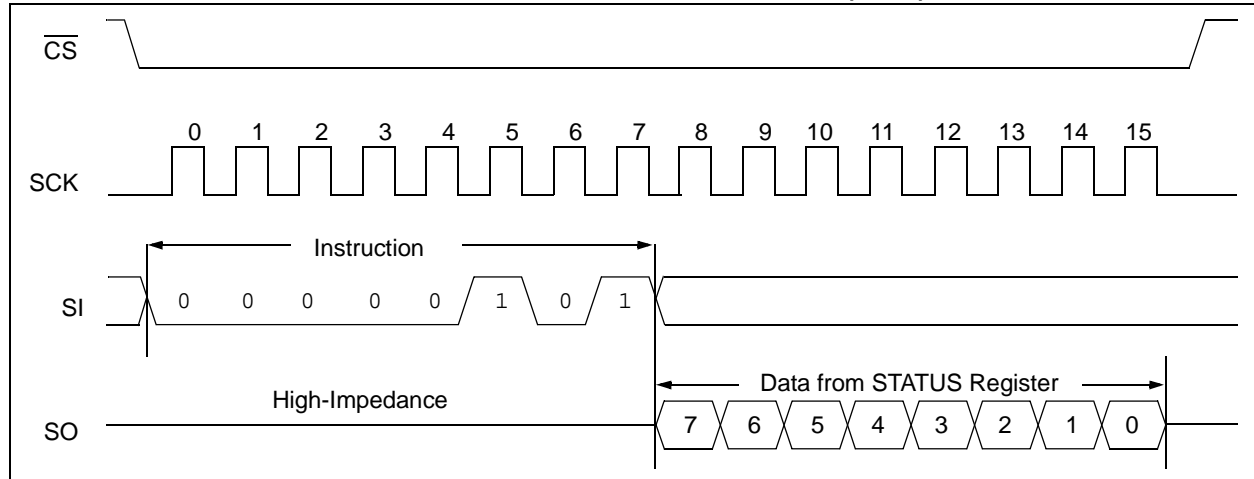 CS
0 1 2 3 4 5 6 7 8 9 10 11 12 13 14 15
SCK
Instruction
SI
0 0 0 0 0 1 0 1
Data from STATUS Register
High-Impedance
SO
7 6 5 4 3 2 1 0